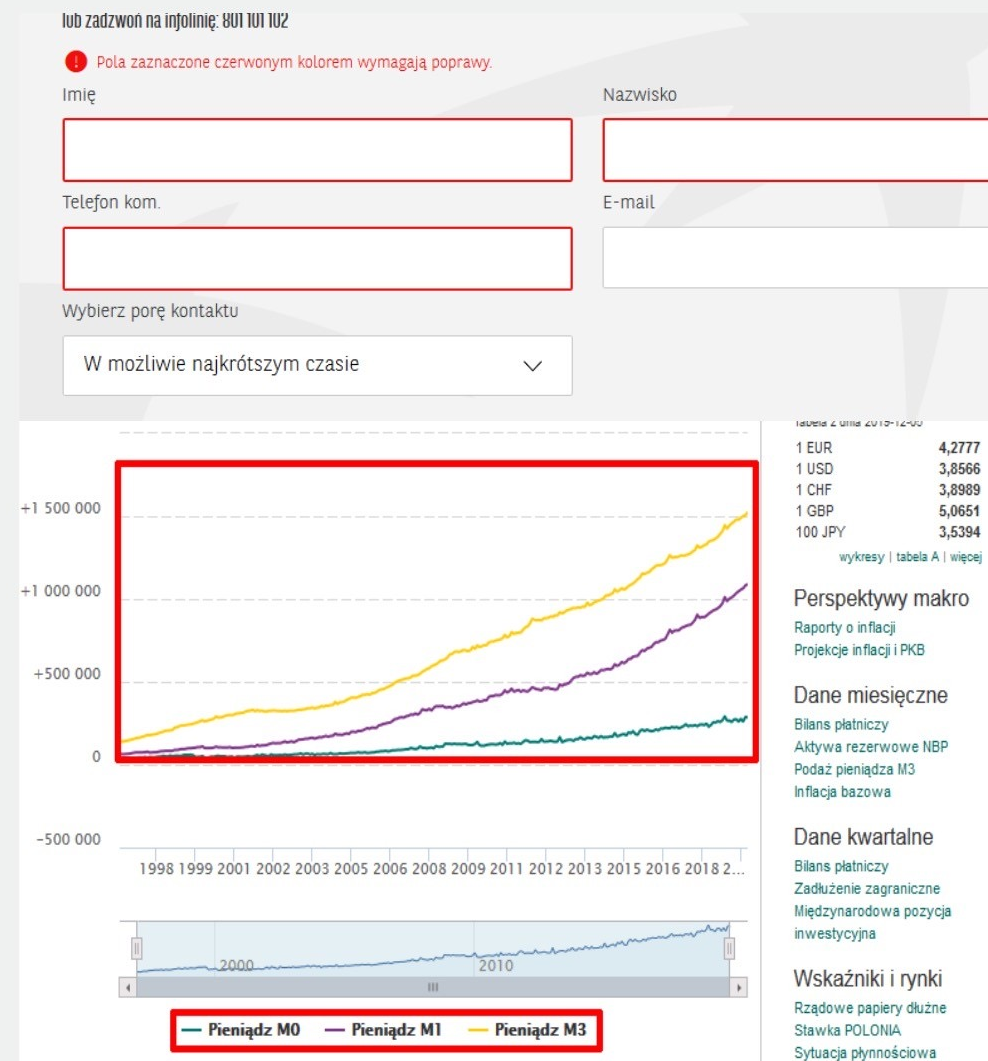 lub zadzwoń na infolinię: 801 101 102
! Pola zaznaczone czerwonym kolorem wymagają poprawy.
Imię
Nazwisko
Telefon kom.
E-mail
Wybierz porę kontaktu
W możliwie najkrótszym czasie
+1 500 000
+1 000 000
+500 000
0
-500 000
1998 1999 2001 2002 2003 2005 2006 2008 2009 2011 2012 2013 2015 2016 2018 2...
2000
2010
Pieniądz M0 Pieniądz M1 Pieniądz M3
Tabela z dnia 2019-12-05
1 EUR 4,2777
1 USD 3,8566
1 CHF 3,8989
1 GBP 5,0651
100 JPY 3,5394
wykresy | tabela A | więcej
Perspektywy makro
Raporty o inflacji
Projekcje inflacji i PKB
Dane miesięczne
Bilans płatniczy
Aktywa rezerwowe NBP
Podaż pieniądza M3
Inflacja bazowa
Dane kwartalne
Bilans płatniczy
Zadłużenie zagraniczne
Międzynarodowa pozycja
inwestycyjna
Wskaźniki i rynki
Rządowe papiery dłużne
Stawka POLONIA
Sytuacja płynnościowa